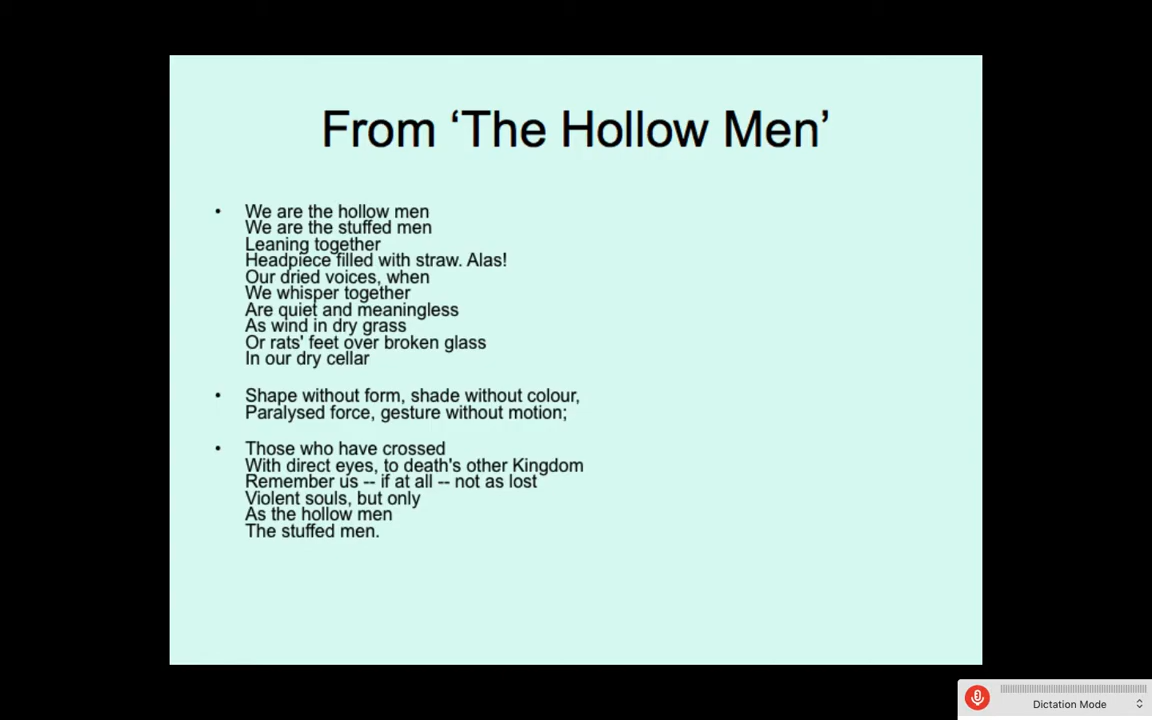 From ‘The Hollow Men’
• We are the hollow men
We are the stuffed men
Leaning together
Headpiece filled with straw. Alas!
Our dried voices, when
We whisper together
Are quiet and meaningless
As wind in dry grass
Or rats' feet over broken glass
In our dry cellar
• Shape without form, shade without colour,
Paralysed force, gesture without motion;
• Those who have crossed
With direct eyes, to death's other Kingdom
Remember us -- if at all -- not as lost
Violent souls, but only
As the hollow men
The stuffed men.
Dictation Mode